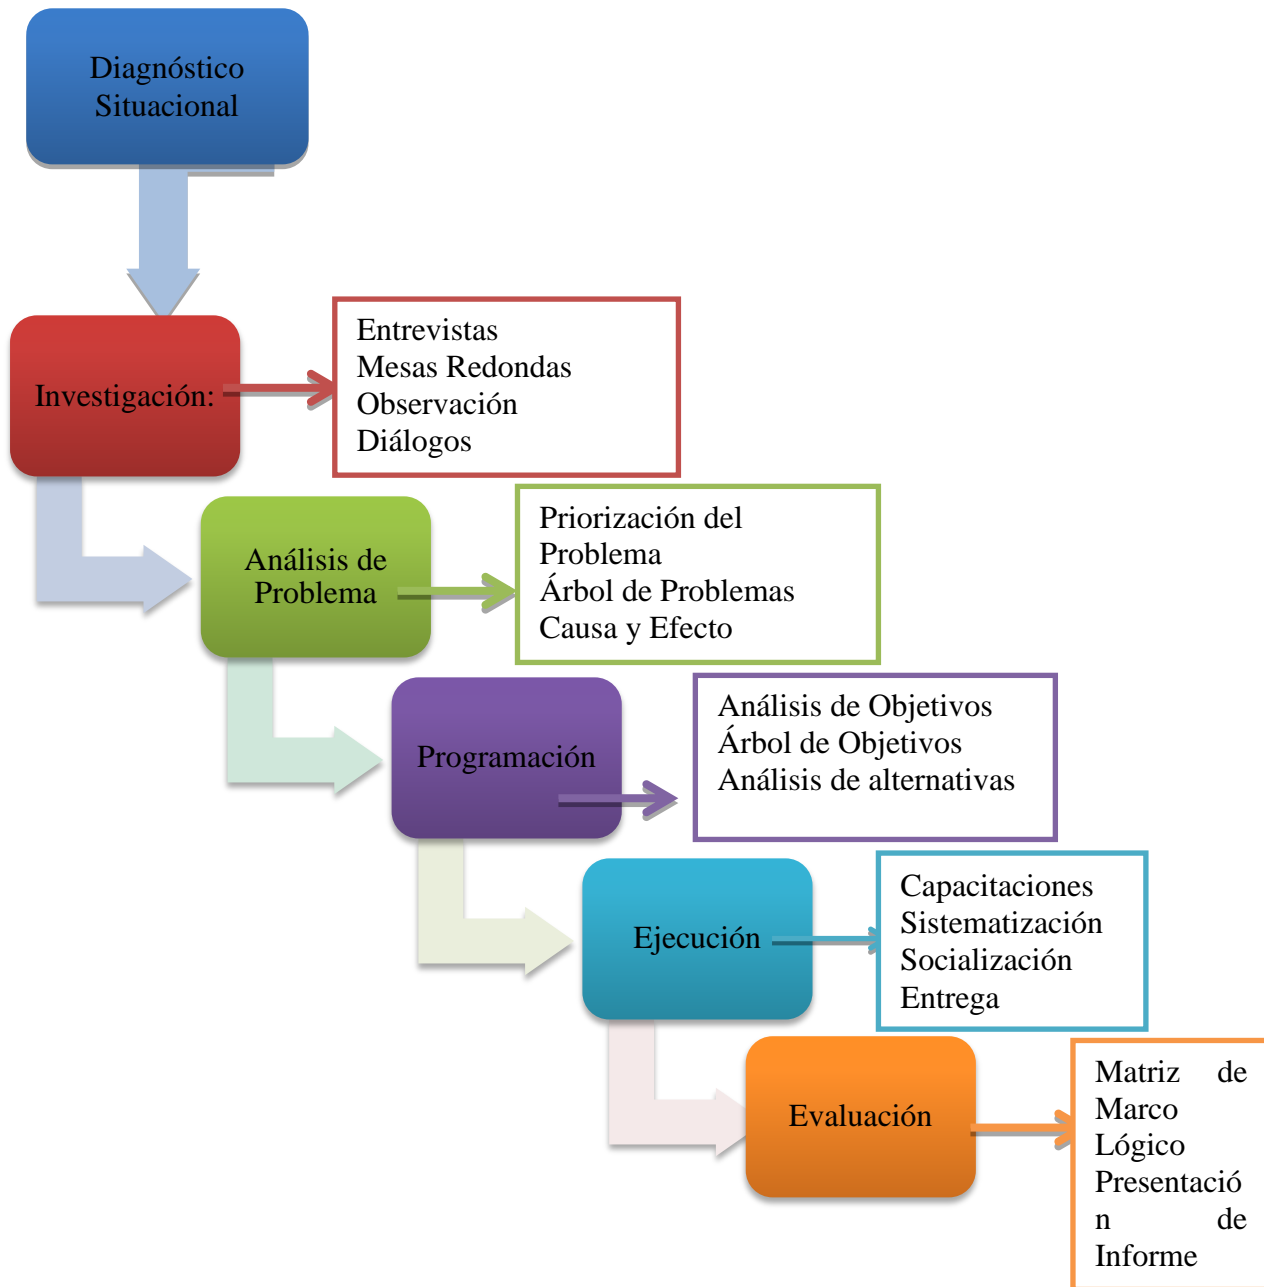 Diagnóstico
Situacional
Investigación:
Entrevistas
Mesas Redondas
Observación
Diálogos
Análisis de
Problema
Priorización del
Problema
Árbol de Problemas
Causa y Efecto
Programación
Análisis de Objetivos
Árbol de Objetivos
Análisis de alternativas
Ejecución
Capacitaciones
Sistematización
Socialización
Entrega
Evaluación
Matriz de
Marco
Lógico
Presentació
n de
Informe